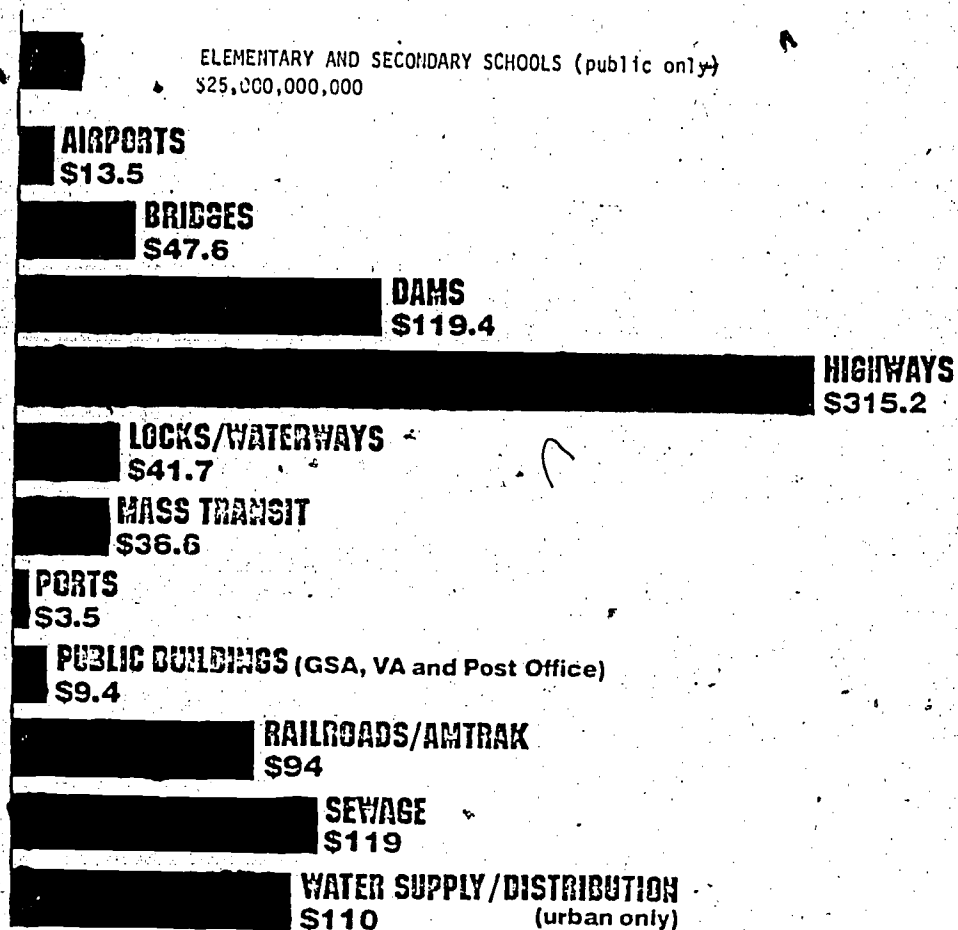 ELEMENTARY AND SECONDARY SCHOOLS (public only)
$25,000,000,000
AIRPORTS
$13.5
BRIDGES
$47.6
DAMS
$119.4
HIGHWAYS
$315.2
LOCKS/WATERWAYS
$41.7
MASS TRANSIT
$36.6
PORTS
$3.5
PUBLIC BUILDINGS (GSA, VA and Post Office)
$9.4
RAILROADS/AMTRAK
$94
SEWAGE
$119
WATER SUPPLY/DISTRIBUTION
$110 (urban only)